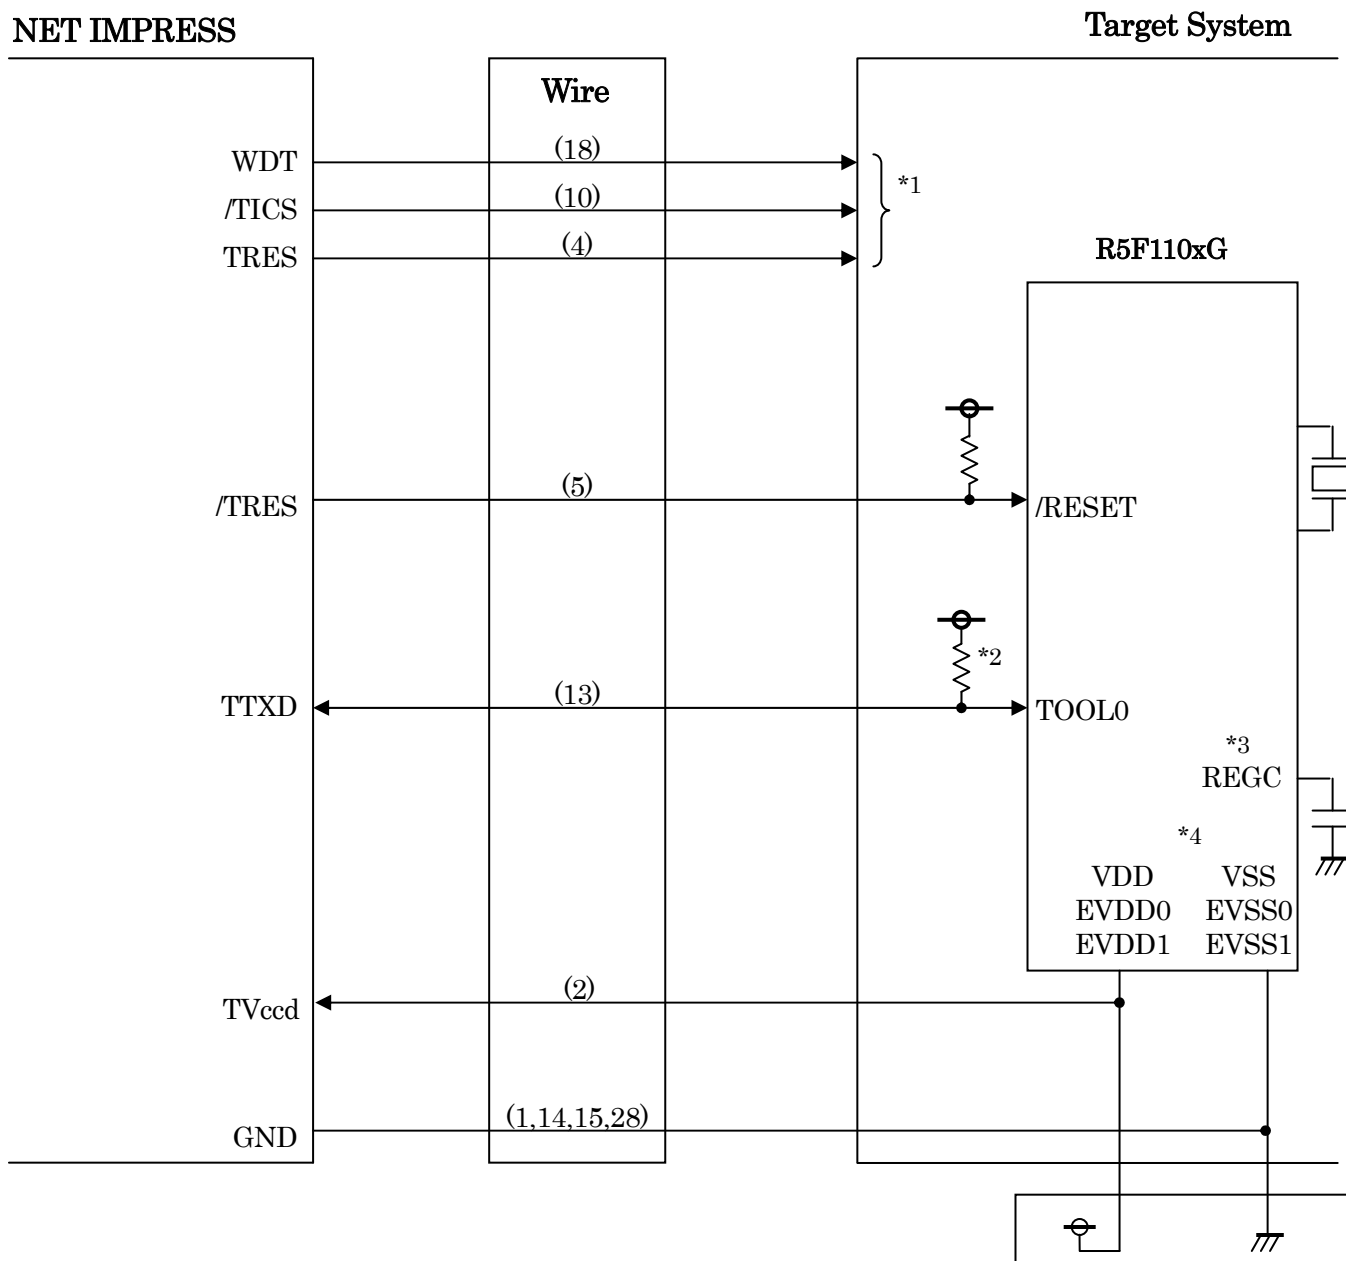 NET IMPRESS
Target System
Wire
WDT
(18)
*1
/TICS
(10)
TRES
(4)
R5F110xG
/TRES
(5)
/RESET
*2
TTXD
(13)
TOOL0
*3
REGC
*4
VDD
VSS
EVDD0
EVSS0
EVDD1
EVSS1
TVccd
(2)
GND
(1,14,15,28)